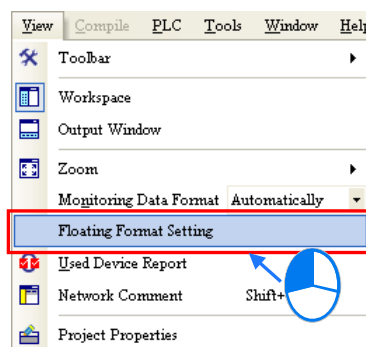 View Compile PLC Tools Window Help
Toolbar
Workspace
Output Window
Zoom
Monitoring Data Format Automatically
Floating Format Setting
Used Device Report
Network Comment Shift+
Project Properties